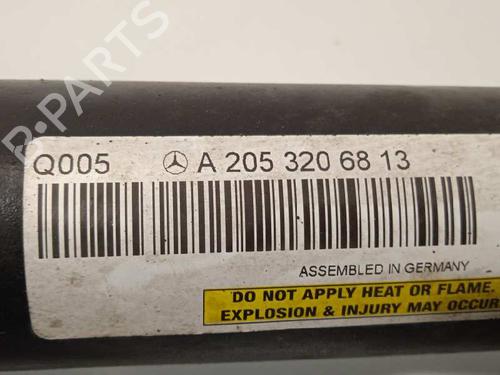 B-PARTS
Q005 A 205 320 68 13
ASSEMBLED IN GERMANY
DO NOT APPLY HEAT OR FLAME,
EXPLOSION & INJURY MAY OCCUR